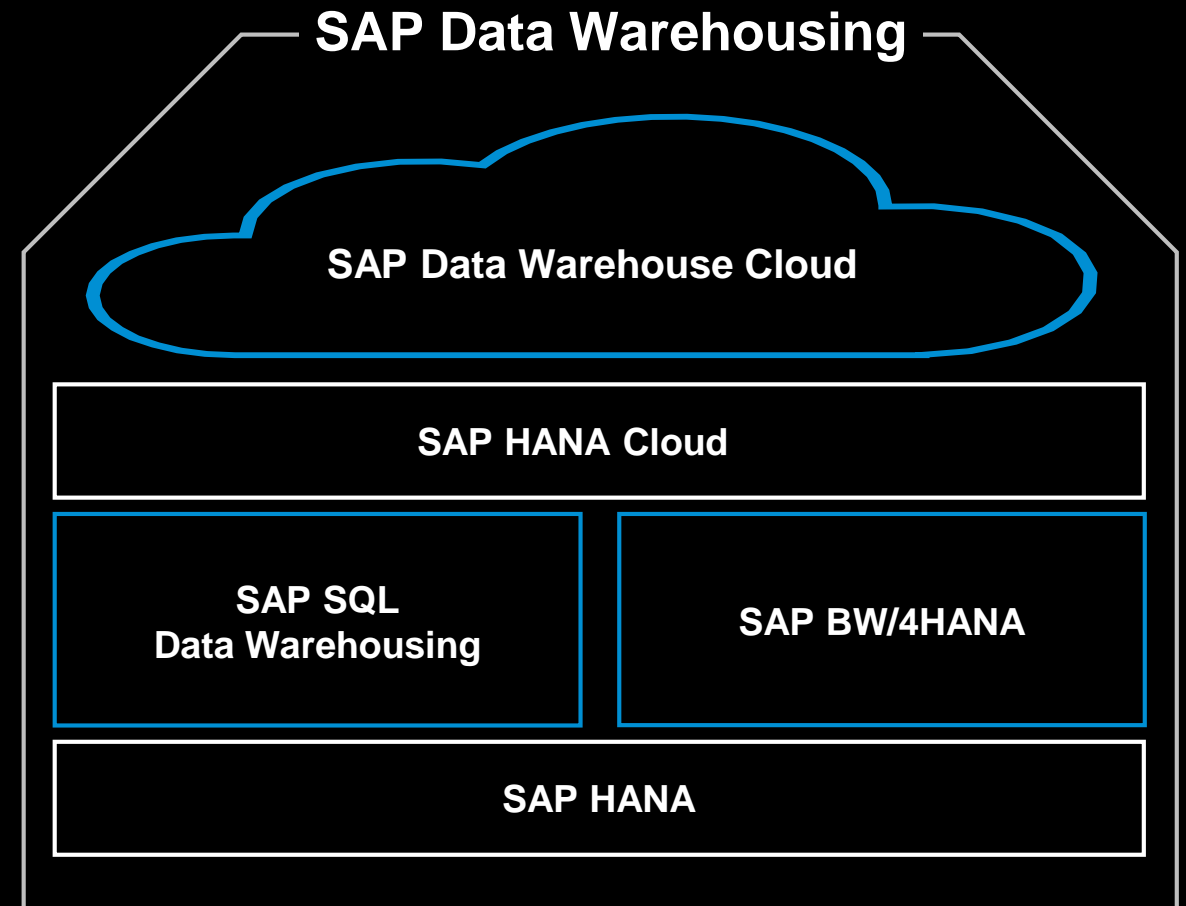 SAP Data Warehousing
SAP Data Warehouse Cloud
SAP HANA Cloud
SAP SQL
Data Warehousing
SAP BW/4HANA
SAP HANA